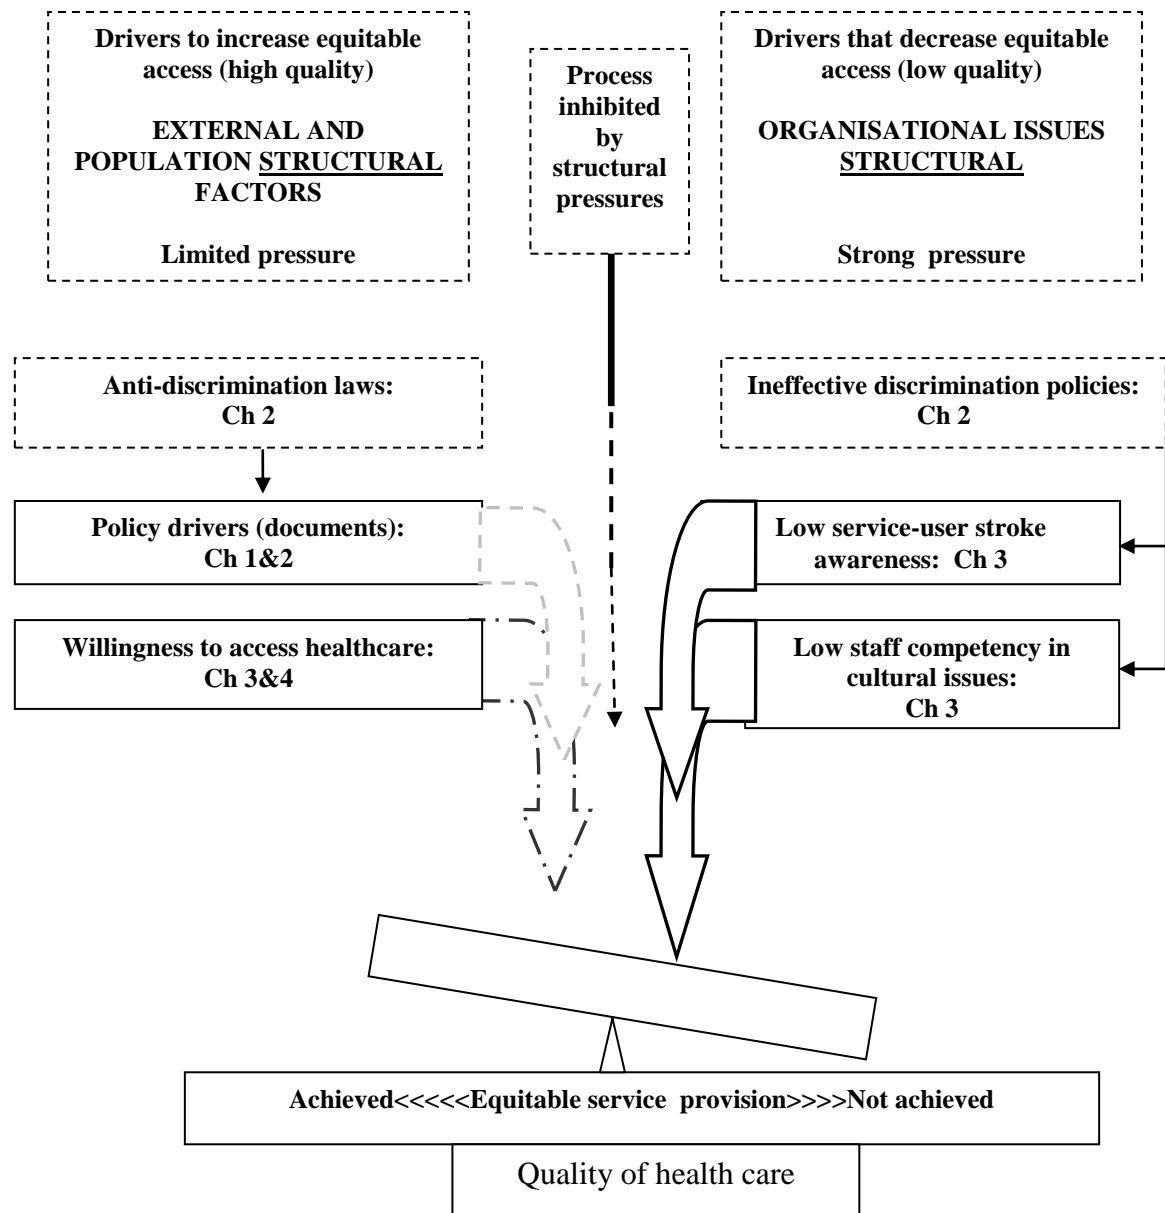 Drivers to increase equitable
access (high quality)
EXTERNAL AND
POPULATION STRUCTURAL
FACTORS
Limited pressure
Process
inhibited
by
structural
pressures
Drivers that decrease equitable
access (low quality)
ORGANISATIONAL ISSUES
STRUCTURAL
Strong pressure
Anti-discrimination laws:
Ch 2
Ineffective discrimination policies:
Ch 2
Policy drivers (documents):
Ch 1&2
Low service-user stroke
awareness: Ch 3
Willingness to access healthcare:
Ch 3&4
Low staff competency in
cultural issues:
Ch 3
Achieved<<<<<Equitable service provision>>>>Not achieved
Quality of health care